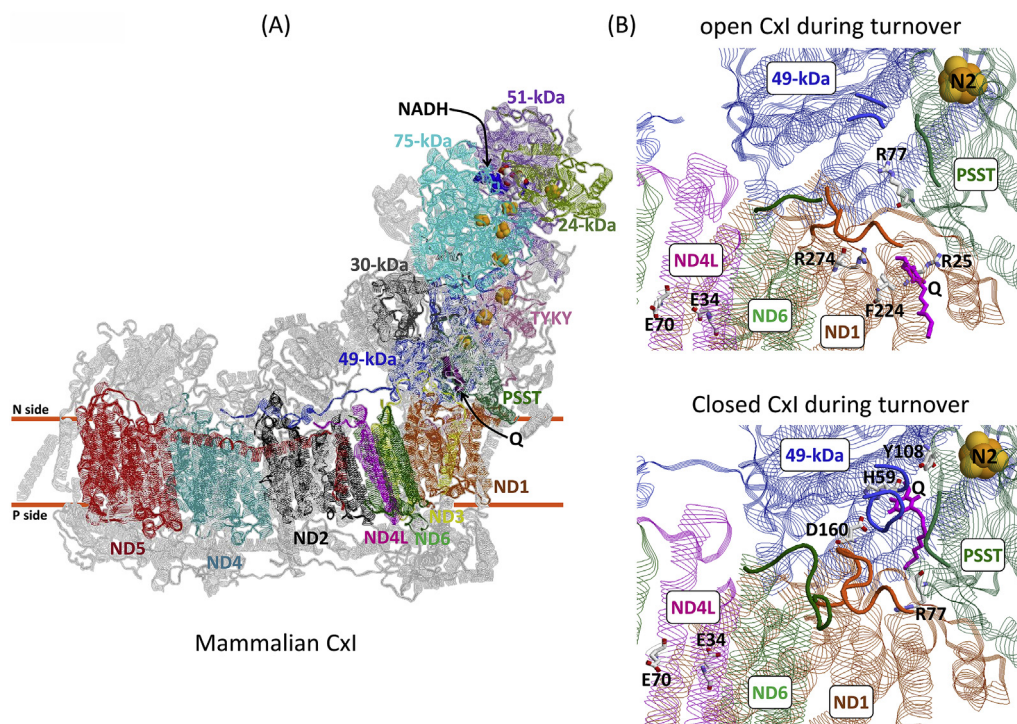 (A)
NADH
51-kDa
75-kDa
24-kDa
30-kDa
TYKY
49-kDa
PSST
N side
Q
ND1
P side
ND3
ND5
ND4
ND2
ND4L
ND6
Mammalian CxI
(B)
open CxI during turnover
49-kDa
N2
R77
PSST
ND4L
R274
R25
E34
Q
E70
F224
ND6
ND1
Closed CxI during turnover
49-kDa
Y108
N2
H59
Q
D160
PSST
ND4L
R77
E34
E70
ND6
ND1